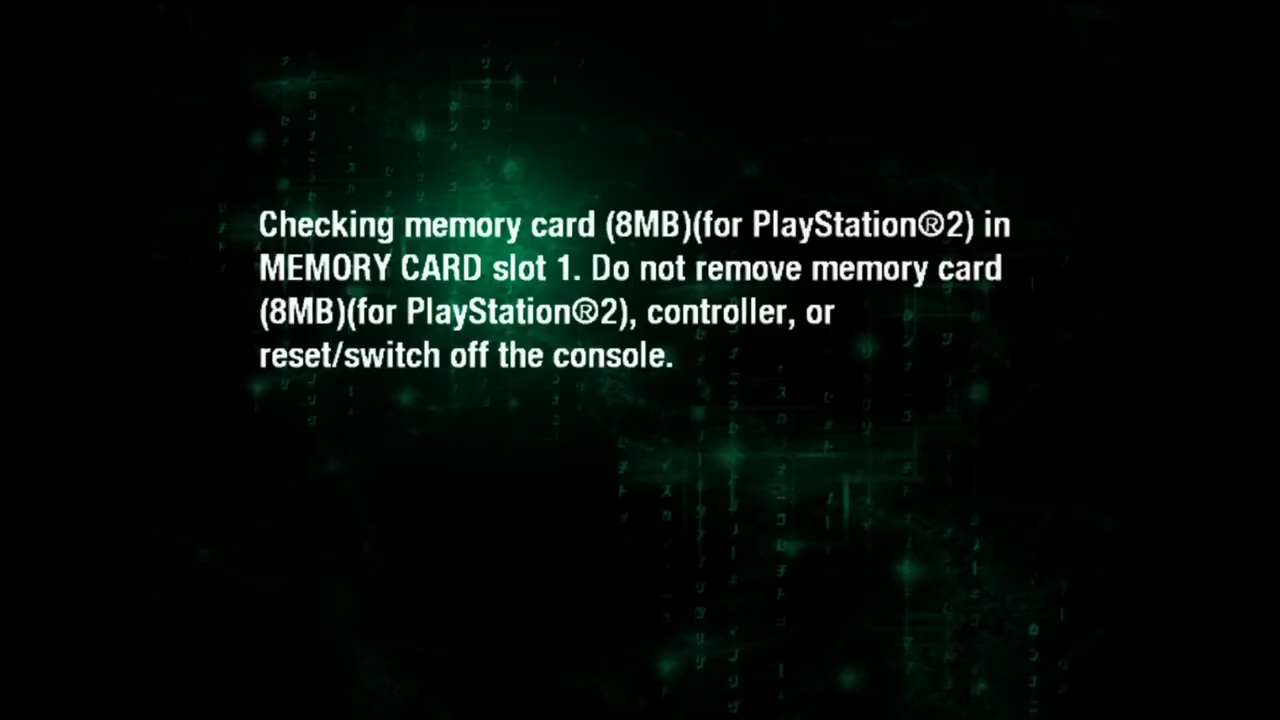 Checking memory card (8MB)(for PlayStation®2) in
MEMORY CARD slot 1. Do not remove memory card
(8MB)(for PlayStation®2), controller, or
reset/switch off the console.